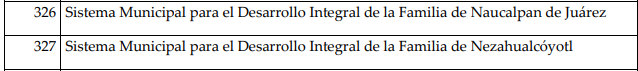 326 Sistema Municipal para el Desarrollo Integral de la Familia de Naucalpan de Juárez
327 Sistema Municipal para el Desarrollo Integral de la Familia de Nezahualcóyotl